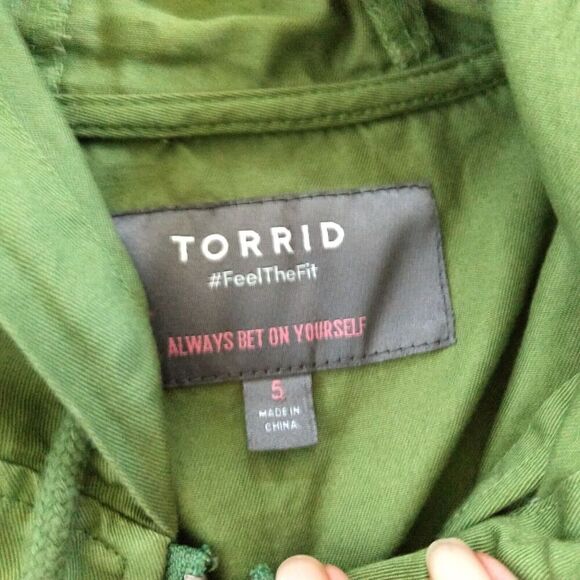 TORRID
#FeelTheFit
ALWAYS BET ON YOURSELF
5
MADE IN
CHINA